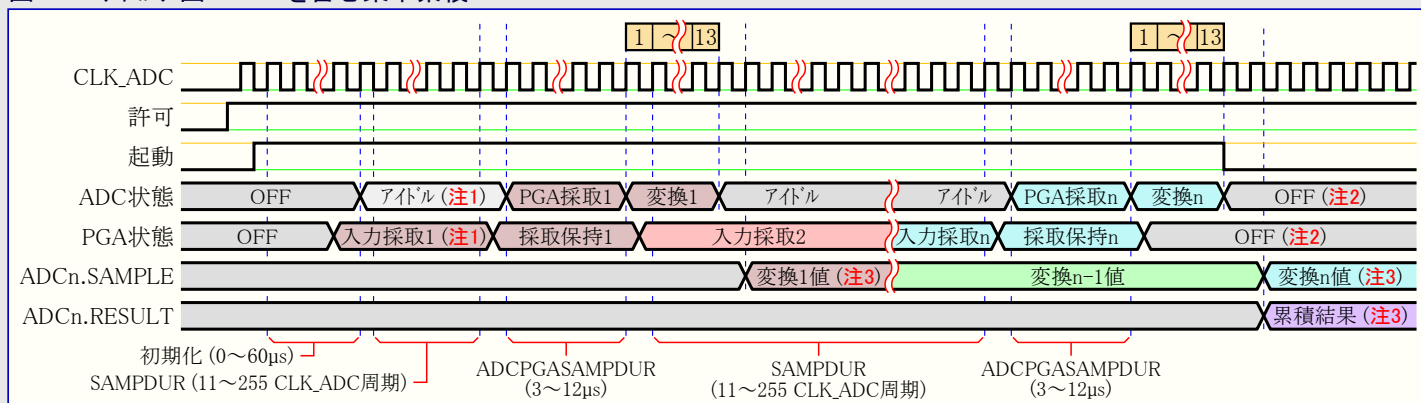 1 ～ 13 1 ～ 13
CLK_ADC
許可
起動
ADC状態 OFF ｱｲﾄﾞﾙ (注1) PGA採取1 変換1 ｱｲﾄﾞﾙ ｱｲﾄﾞﾙ PGA採取n 変換n OFF (注2)
PGA状態 OFF 入力採取1 (注1) 採取保持1 入力採取2 入力採取n 採取保持n OFF (注2)
ADCn.SAMPLE 変換1値 (注3) 変換n-1値 変換n値 (注3)
ADCn.RESULT 累積結果 (注3)
初期化 (0～60µs)
SAMPDUR (11～255 CLK_ADC周期)
ADCPGASAMPDUR
(3～12µs)
SAMPDUR
(11～255 CLK_ADC周期)
ADCPGASAMPDUR
(3～12µs)